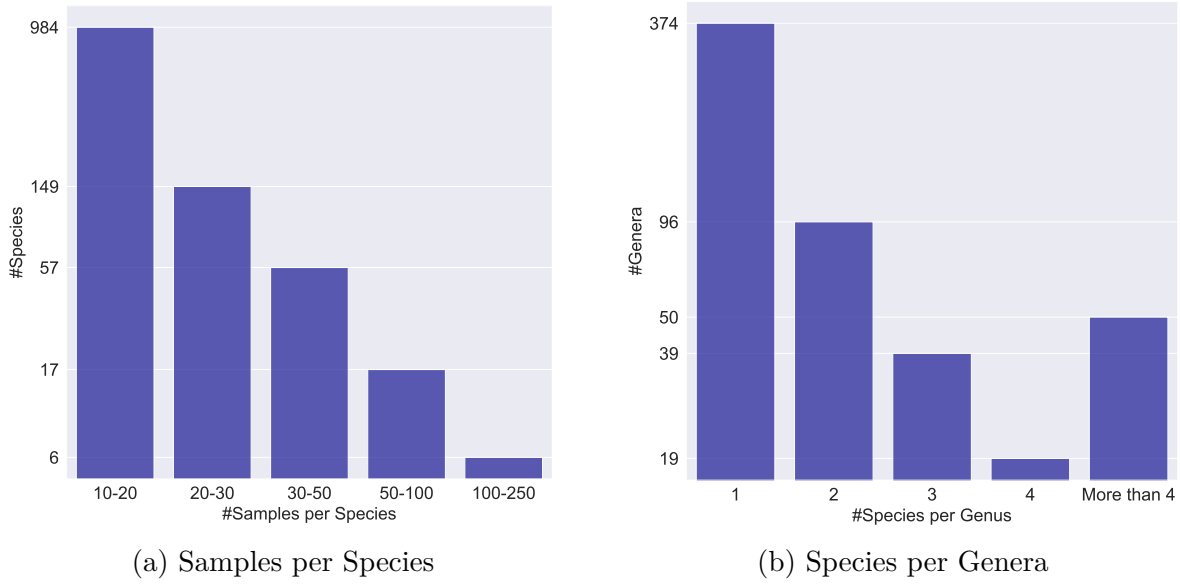 984
149
57
17
6
#Species
10-20 20-30 30-50 50-100 100-250
#Samples per Species
(a) Samples per Species
374
96
50
39
19
#Genera
1 2 3 4 More than 4
#Species per Genus
(b) Species per Genera